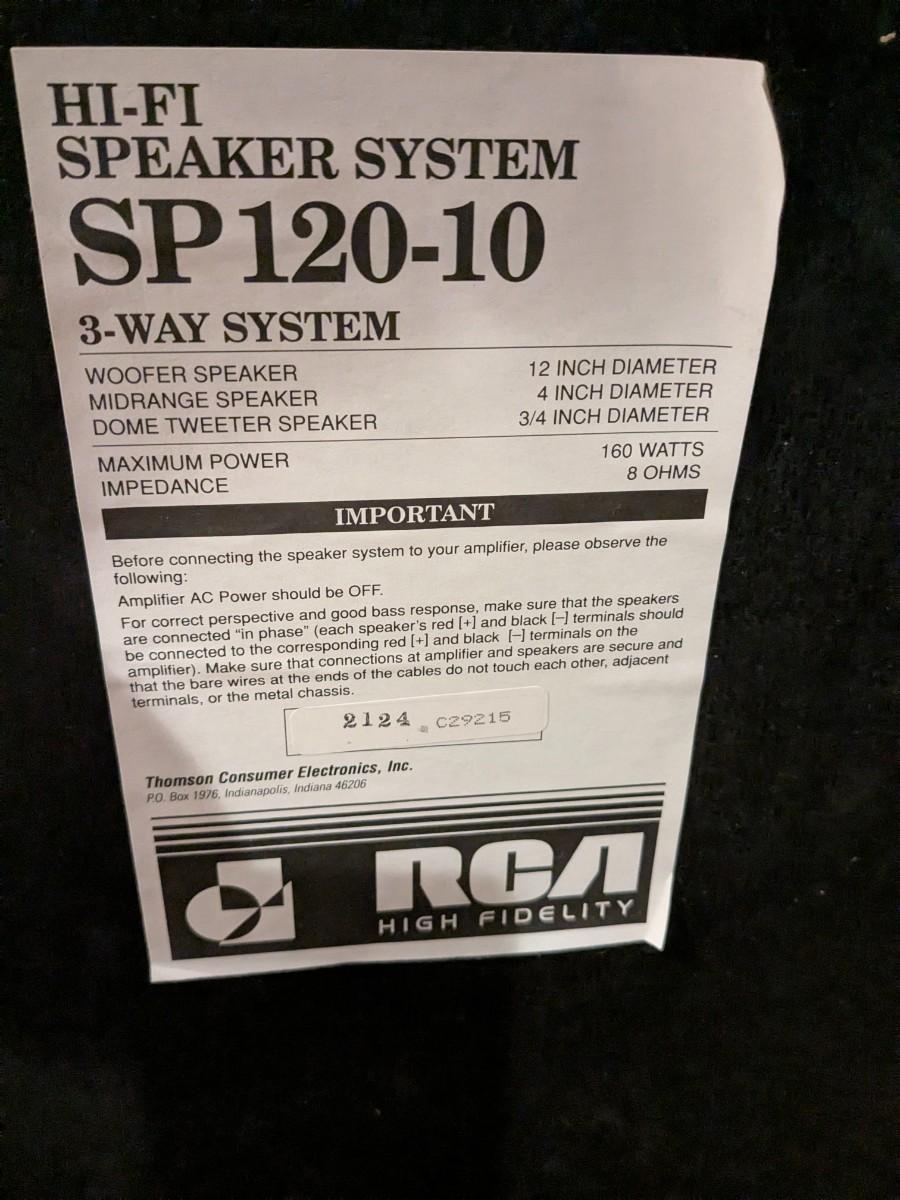 HI-FI
SPEAKER SYSTEM
SP 120-10
3-WAY SYSTEM
WOOFER SPEAKER 12 INCH DIAMETER
MIDRANGE SPEAKER 4 INCH DIAMETER
DOME TWEETER SPEAKER 3/4 INCH DIAMETER
MAXIMUM POWER 160 WATTS
IMPEDANCE 8 OHMS
IMPORTANT
Before connecting the speaker system to your amplifier, please observe the
following:
Amplifier AC Power should be OFF.
For correct perspective and good bass response, make sure that the speakers
are connected “in phase” (each speaker's red [+] and black [–] terminals should
be connected to the corresponding red [+] and black [–] terminals on the
amplifier). Make sure that connections at amplifier and speakers are secure and
that the bare wires at the ends of the cables do not touch each other, adjacent
terminals, or the metal chassis.
2124 C29215
Thomson Consumer Electronics, Inc.
P.O. Box 1976, Indianapolis, Indiana 46206
RCA
HIGH FIDELITY